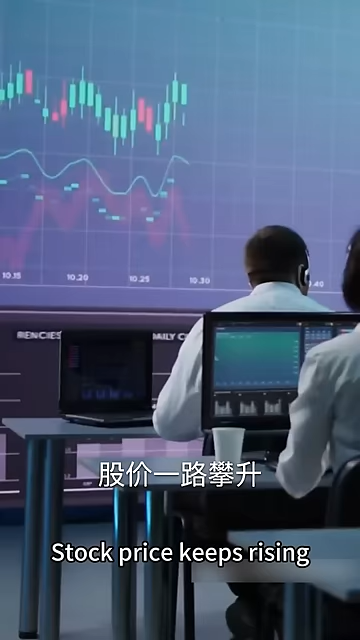 10.15 10.20 10.25 10.30 .40
RENCIES DAILY C
股价一路攀升
Stock price keeps rising